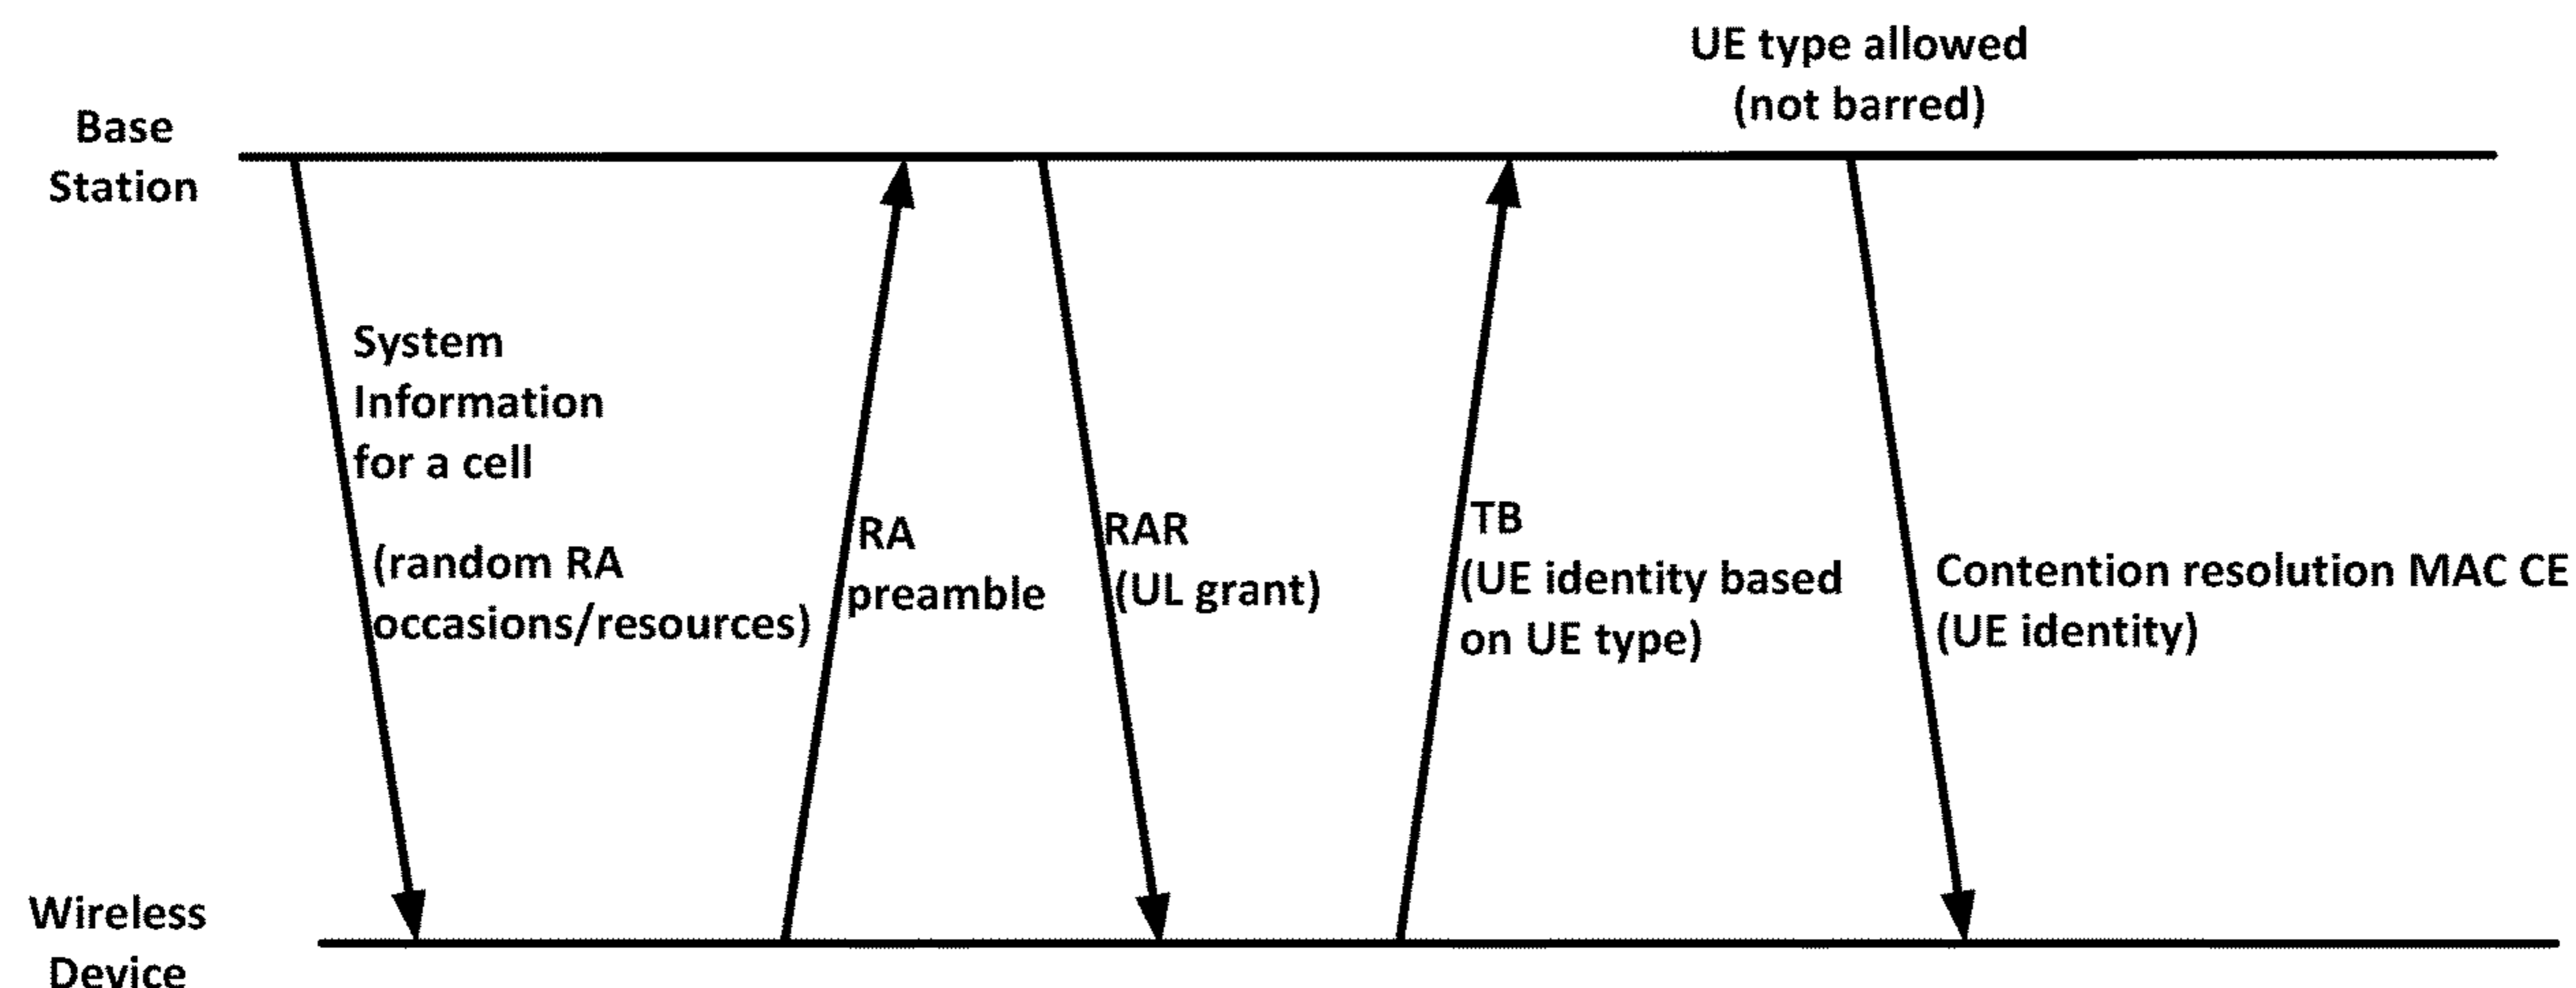 UE type allowed
(not barred)
Base
Station
System
Information
for a cell
(random RA
occasions/resources)
RA
preamble
RAR
(UL grant)
TB
(UE identity based
on UE type)
Contention resolution MAC CE
(UE identity)
Wireless
Device